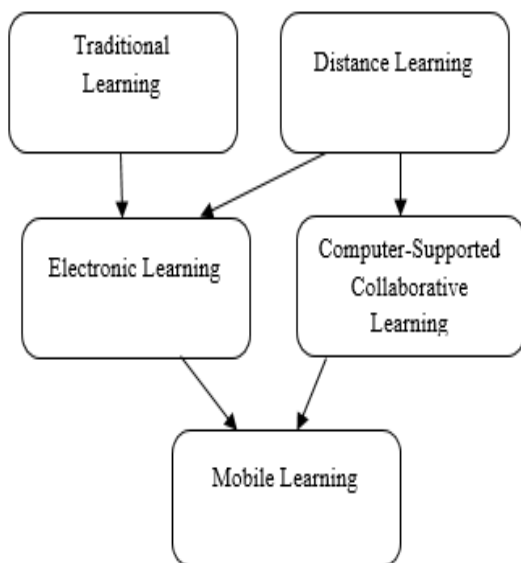 Traditional
Learning
Distance Learning
Electronic Learning
Computer-Supported
Collaborative
Learning
Mobile Learning